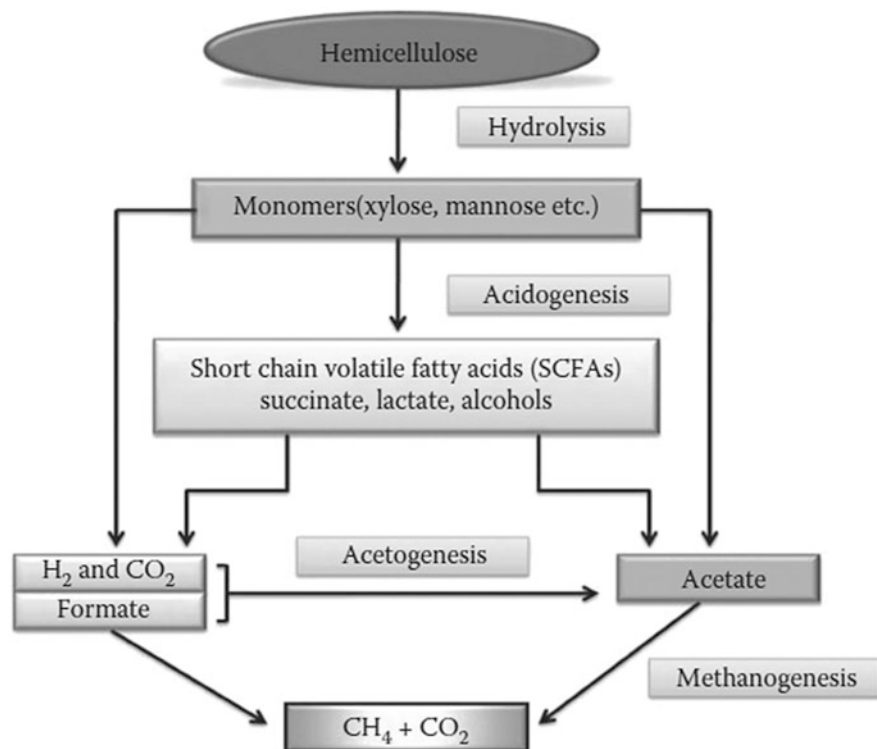 Hemicellulose
Hydrolysis
Monomers(xylose, mannose etc.)
Acidogenesis
Short chain volatile fatty acids (SCFAs)
succinate, lactate, alcohols
Acetogenesis
H₂ and CO₂
Formate
Acetate
Methanogenesis
CH₄ + CO₂